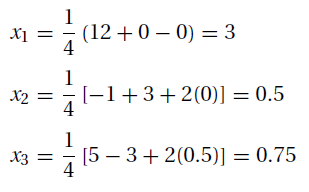 x₁ = 1/4 (12 + 0 − 0) = 3
x₂ = 1/4 [−1 + 3 + 2(0)] = 0.5
x₃ = 1/4 [5 − 3 + 2(0.5)] = 0.75